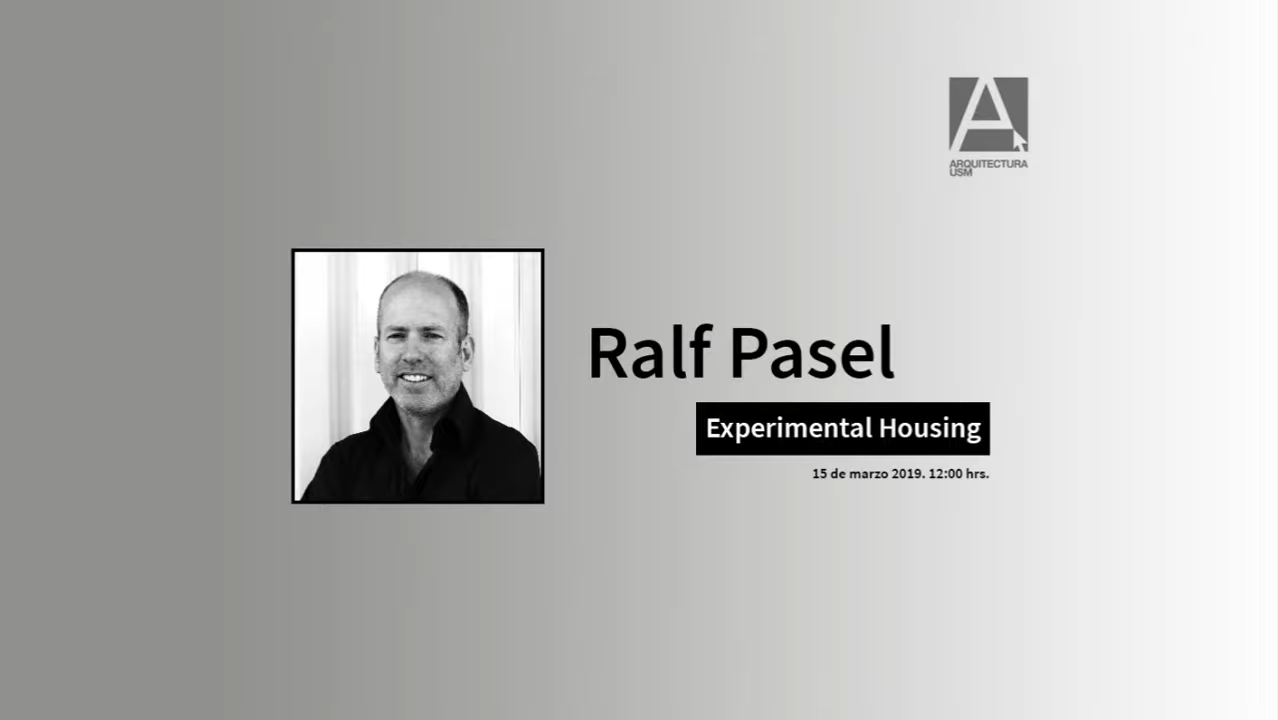 ARQUITECTURA
USM
Ralf Pasel
Experimental Housing
15 de marzo 2019. 12:00 hrs.